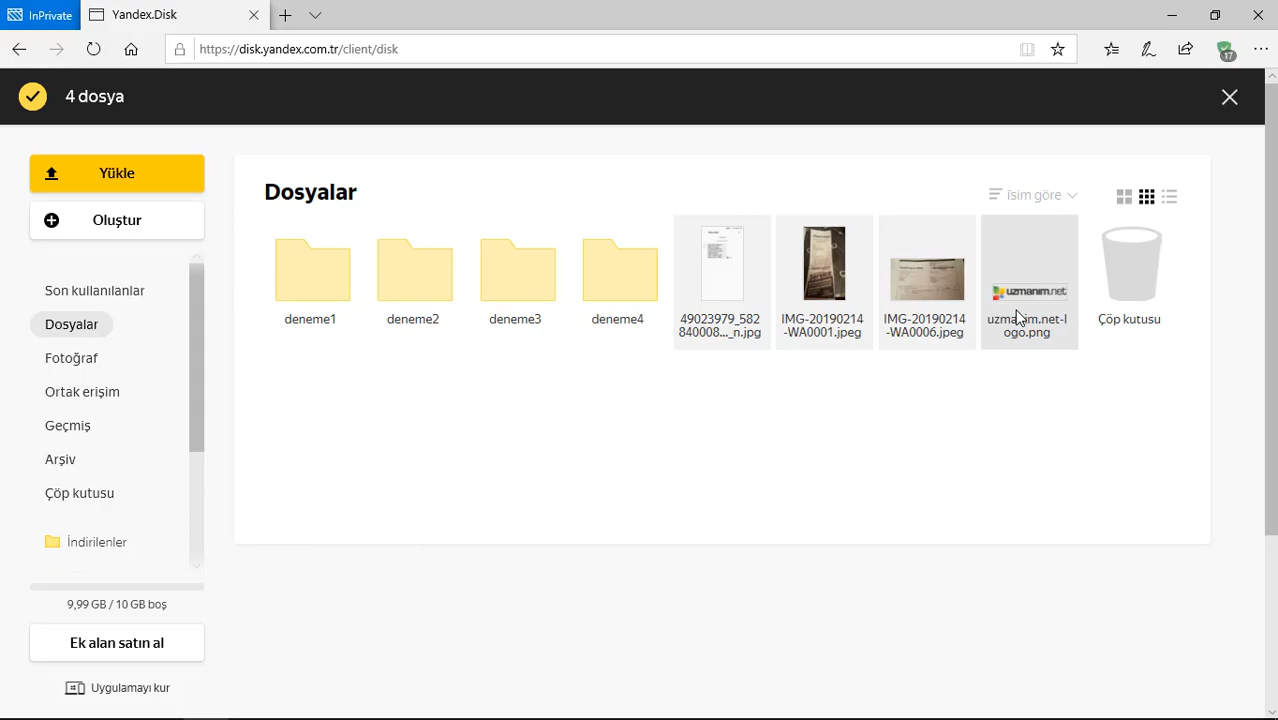 InPrivate
Yandex.Disk
https://disk.yandex.com.tr/client/disk
17
4 dosya
Yükle
Oluştur
Son kullanılanlar
Dosyalar
Fotoğraf
Ortak erişim
Geçmiş
Arşiv
Çöp kutusu
İndirilenler
9,99 GB / 10 GB boş
Ek alan satın al
Uygulamayı kur
Dosyalar
İsim göre
deneme1
deneme2
deneme3
deneme4
49023979_582
840008..._n.jpg
IMG-20190214
-WA0001.jpeg
IMG-20190214
-WA0006.jpeg
uzmanim.net
uzmanim.net-l
ogo.png
Çöp kutusu